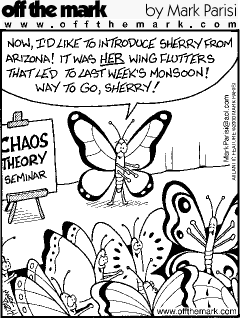 off the mark by Mark Parisi
www.offthemark.com
NOW, I'D LIKE TO INTRODUCE SHERRY FROM
ARIZONA! IT WAS HER WING FLUTTERS
THAT LED TO LAST WEEK'S MONSOON!
WAY TO GO, SHERRY!
CHAOS
THEORY
SEMINAR
MarkParisi@aol.com
www.offthemark.com